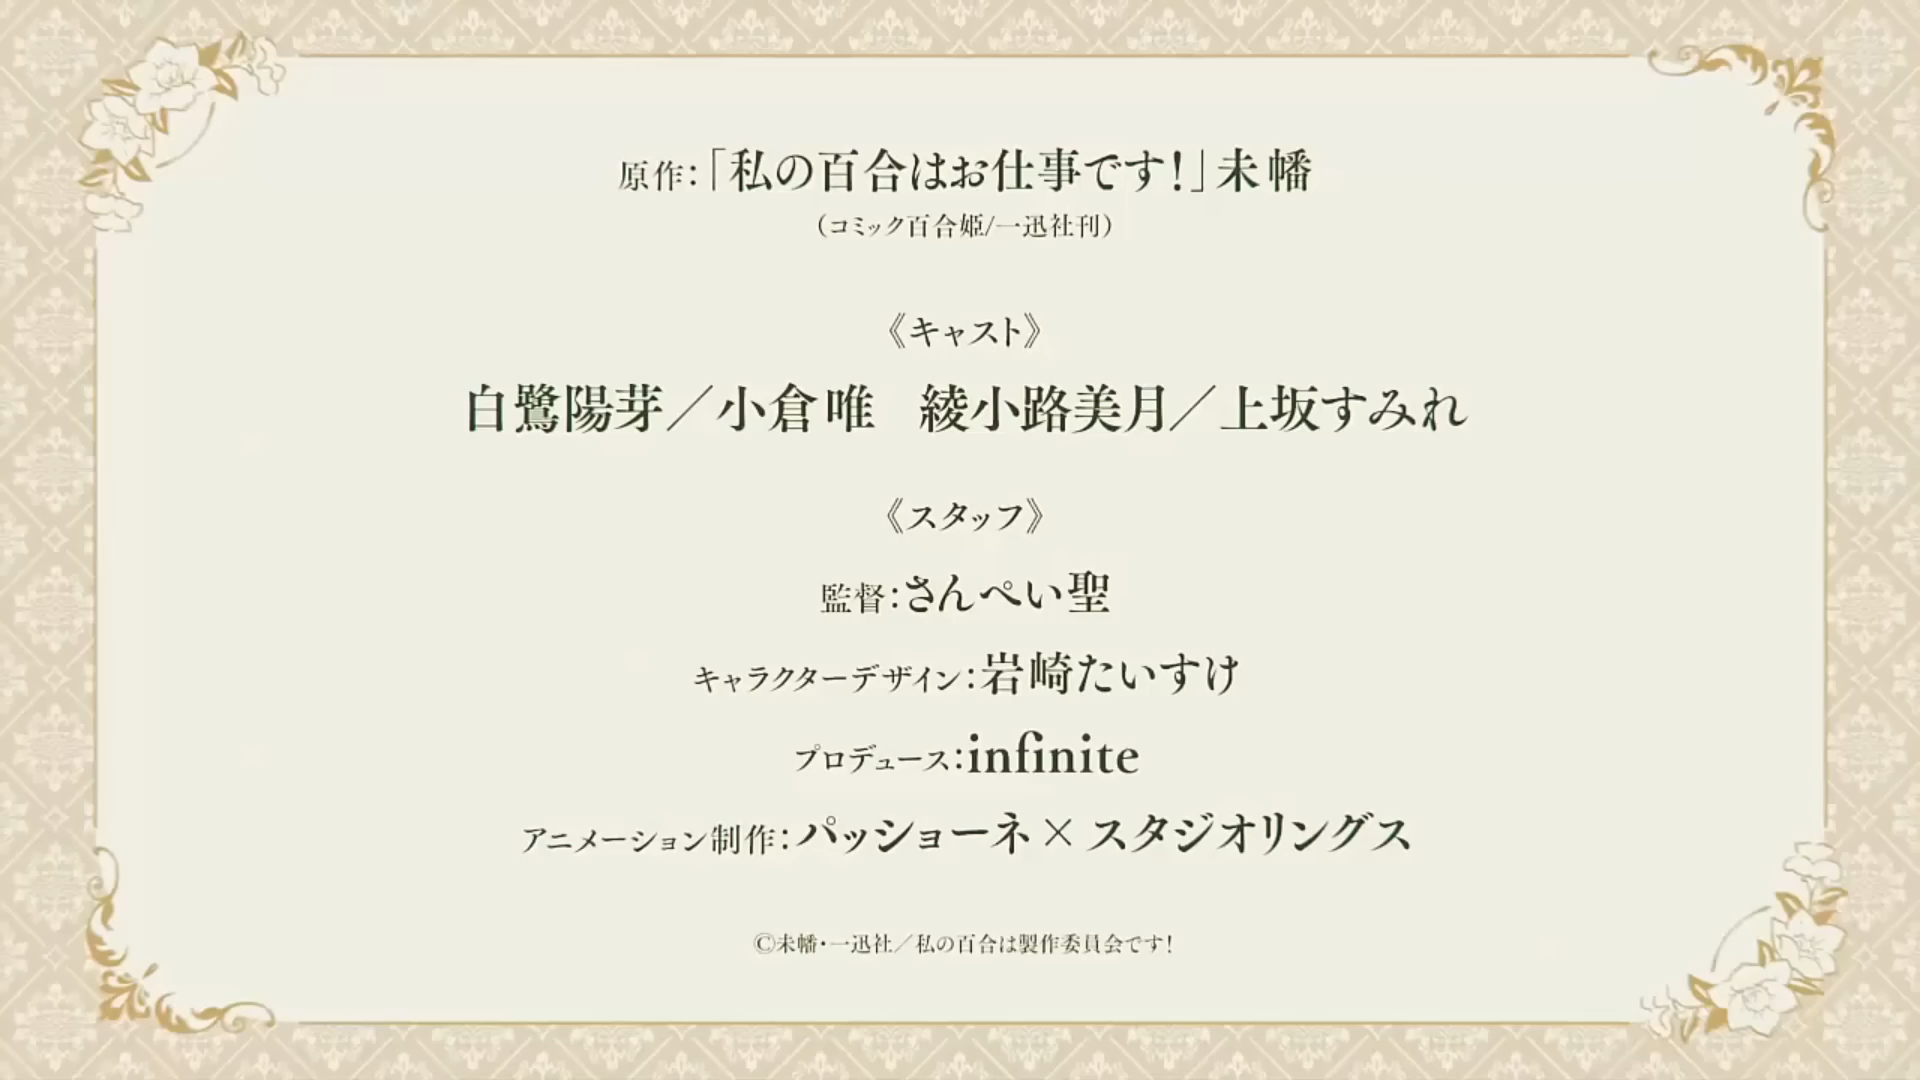 原作：「私の百合はお仕事です！」未幡
（コミック百合姫/一迅社刊）
《キャスト》
白鷺陽芽／小倉唯　綾小路美月／上坂すみれ
《スタッフ》
監督：さんぺい聖
キャラクターデザイン：岩崎たいすけ
プロデュース：infinite
アニメーション制作：パッショーネ×スタジオリングス
©未幡・一迅社／私の百合は製作委員会です！